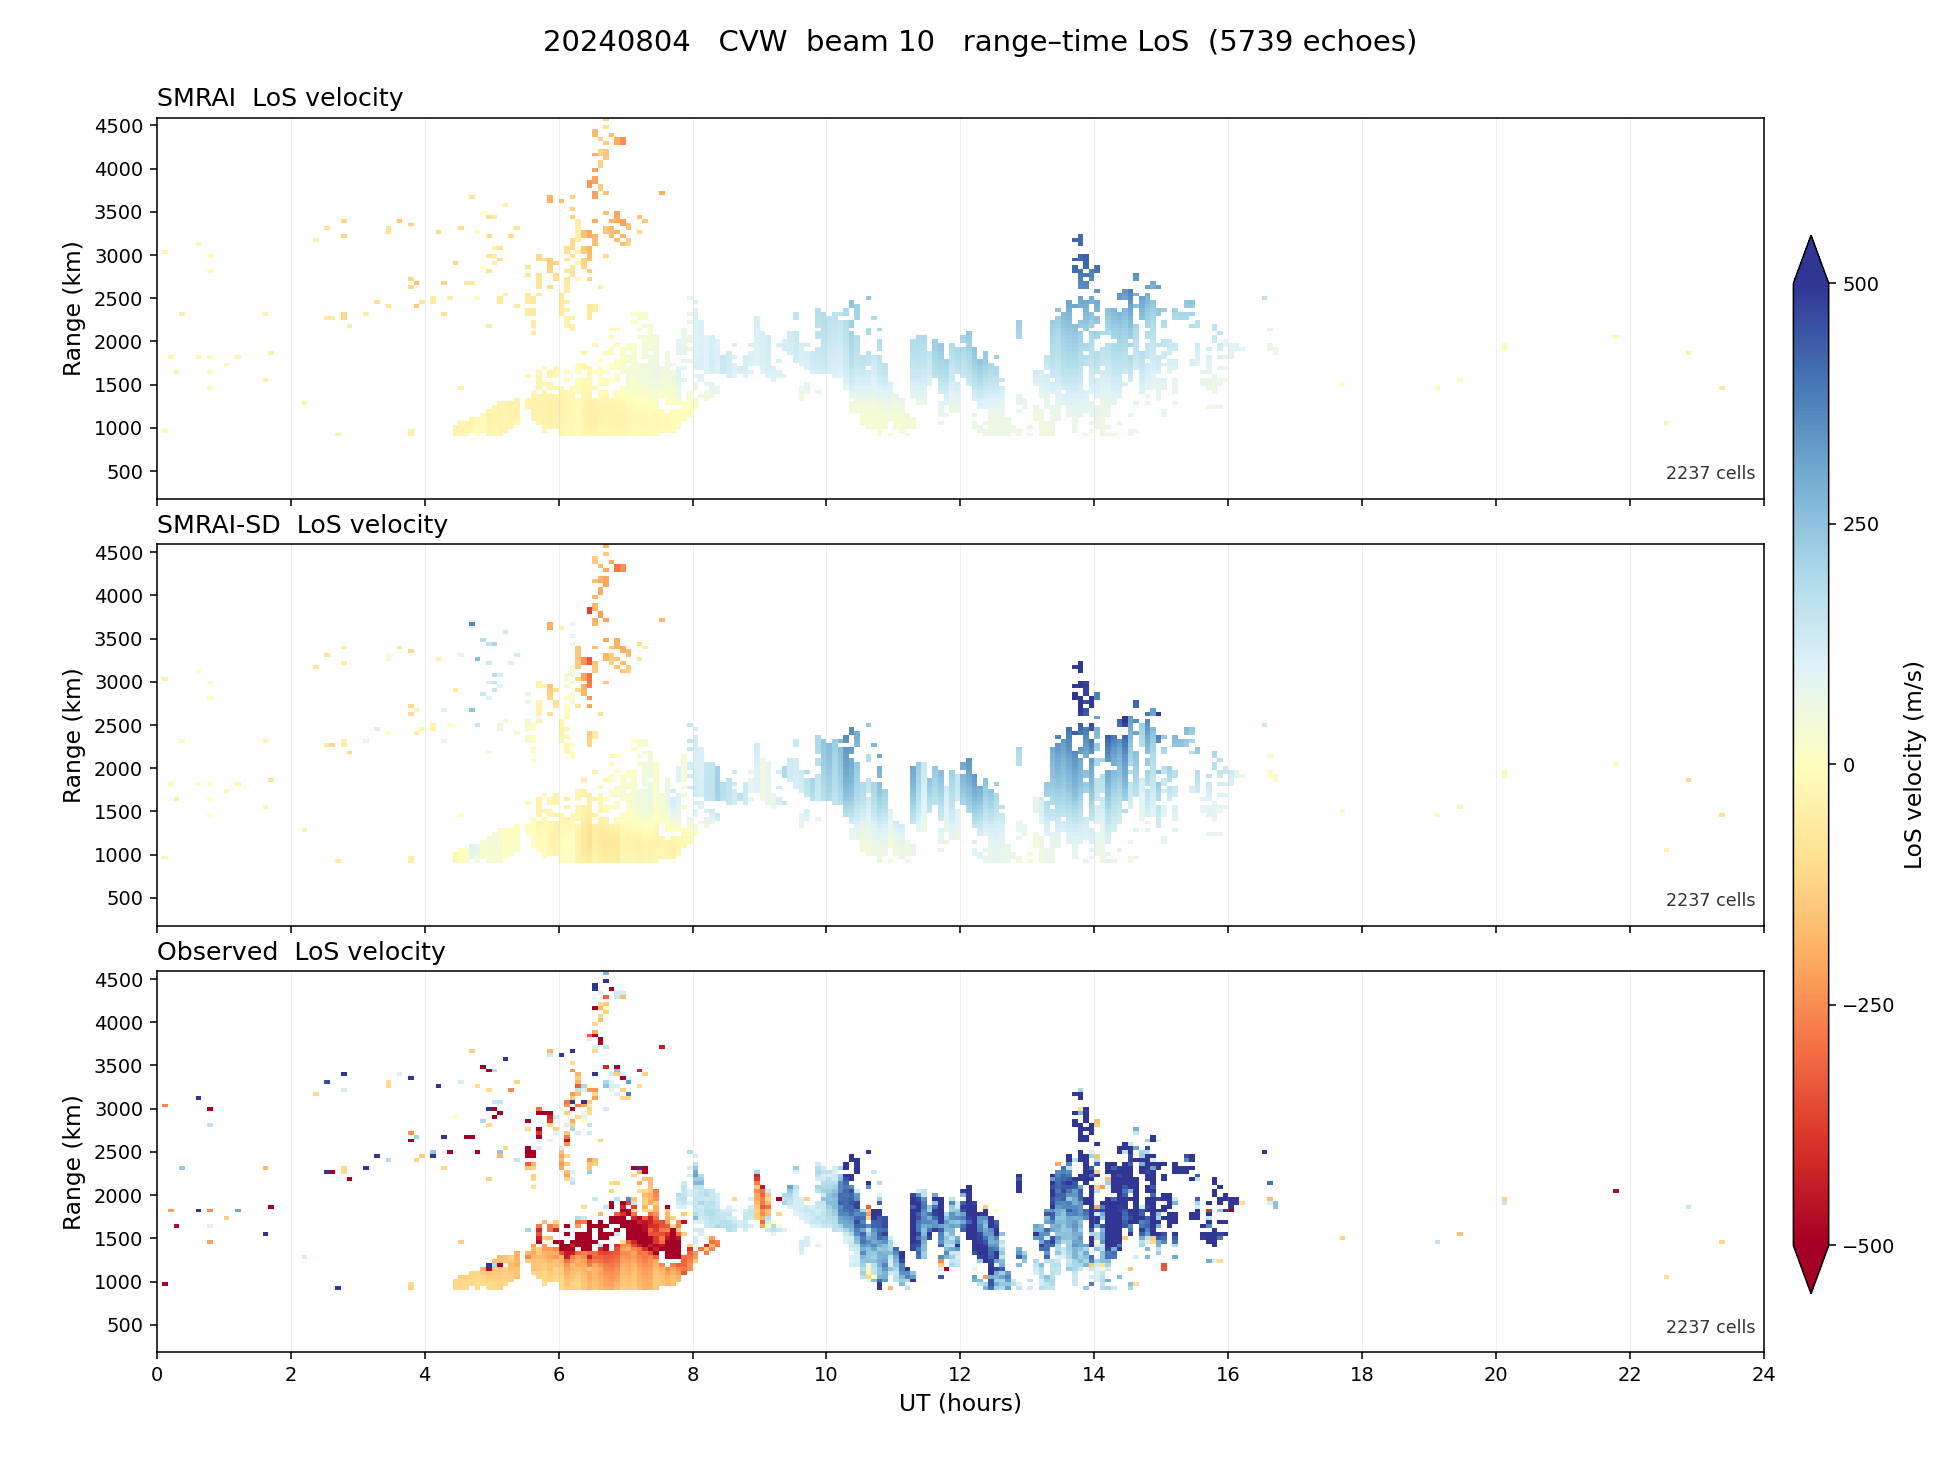 20240804   CVW  beam 10   range–time LoS  (5739 echoes)
SMRAI  LoS velocity
4500
4000
3500
3000
2500
2000
1500
1000
500
Range (km)
2237 cells
SMRAI-SD  LoS velocity
4500
4000
3500
3000
2500
2000
1500
1000
500
Range (km)
2237 cells
Observed  LoS velocity
4500
4000
3500
3000
2500
2000
1500
1000
500
Range (km)
2237 cells
0 2 4 6 8 10 12 14 16 18 20 22 24
UT (hours)
500
250
0
−250
−500
LoS velocity (m/s)